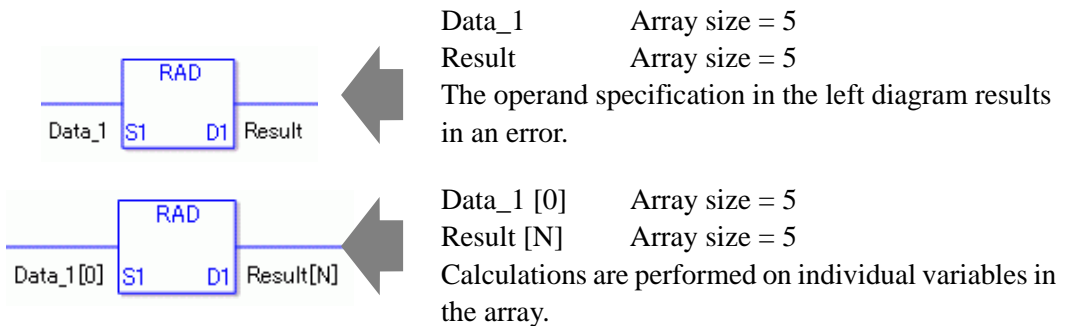 RAD
Data_1 S1 D1 Result
Data_1 Array size = 5
Result Array size = 5
The operand specification in the left diagram results
in an error.
RAD
Data_1[0] S1 D1 Result[N]
Data_1 [0] Array size = 5
Result [N] Array size = 5
Calculations are performed on individual variables in
the array.